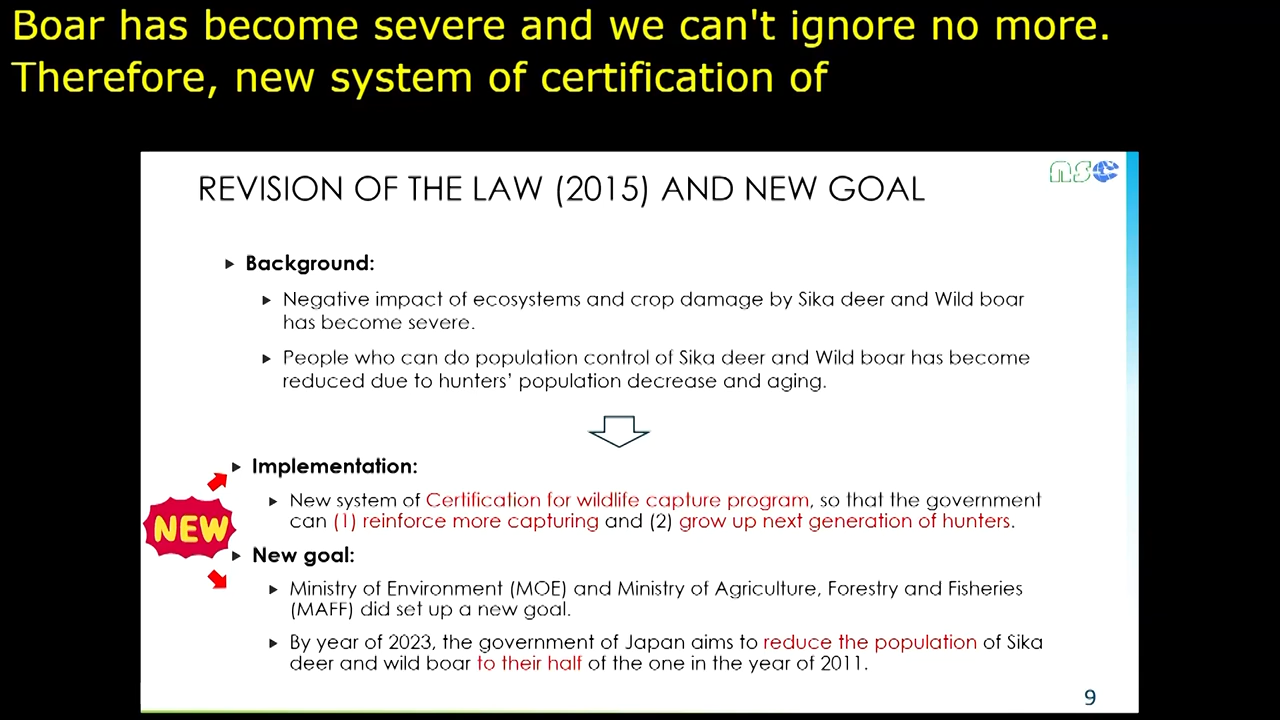 Boar has become severe and we can't ignore no more.
Therefore, new system of certification of
nsc
REVISION OF THE LAW (2015) AND NEW GOAL
Background:
Negative impact of ecosystems and crop damage by Sika deer and Wild boar
has become severe.
People who can do population control of Sika deer and Wild boar has become
reduced due to hunters' population decrease and aging.
Implementation:
New system of Certification for wildlife capture program, so that the government
can (1) reinforce more capturing and (2) grow up next generation of hunters.
NEW
New goal:
Ministry of Environment (MOE) and Ministry of Agriculture, Forestry and Fisheries
(MAFF) did set up a new goal.
By year of 2023, the government of Japan aims to reduce the population of Sika
deer and wild boar to their half of the one in the year of 2011.
9